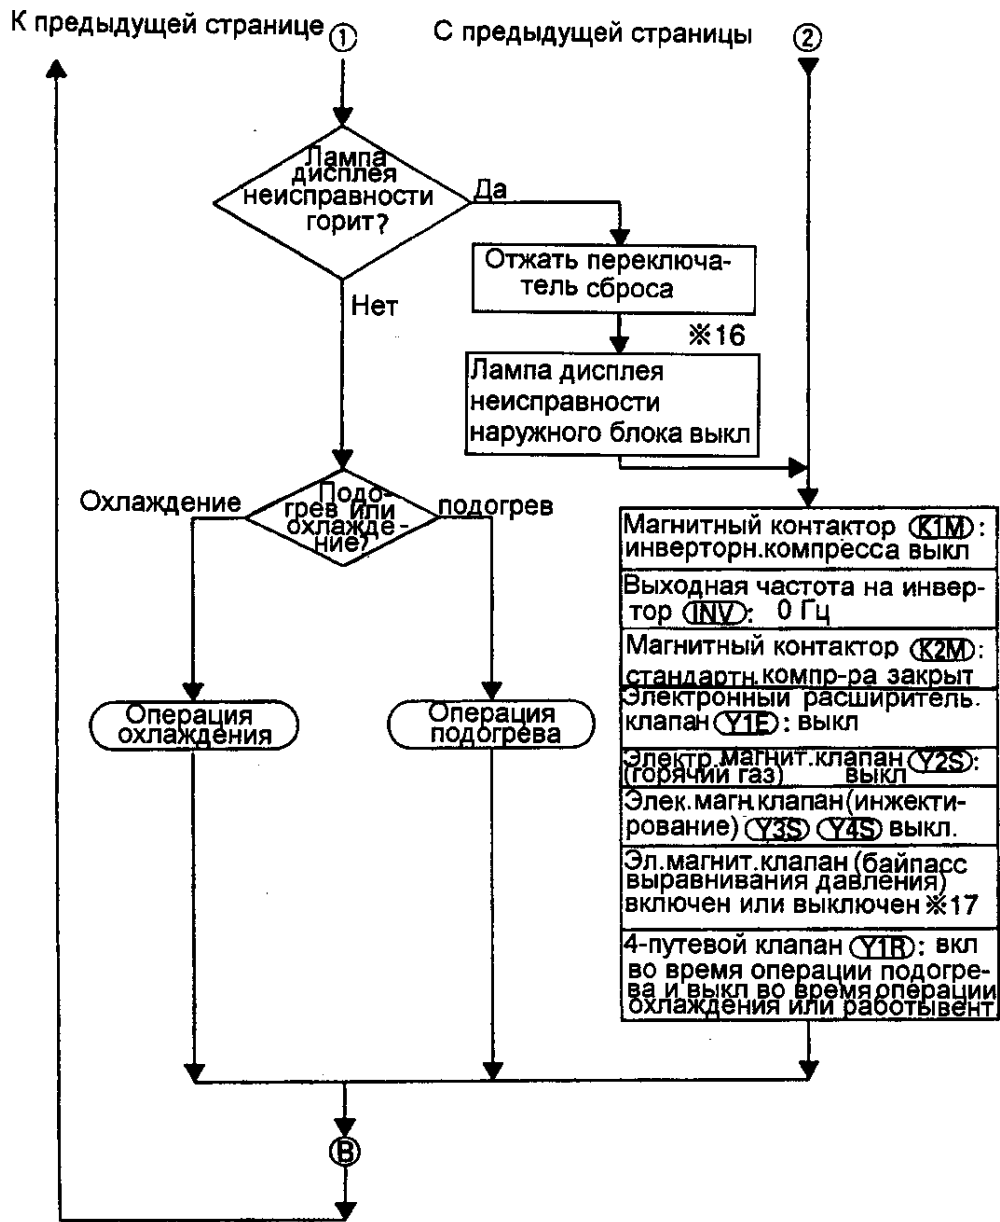 К предыдущей странице ①
С предыдущей страницы ②
Лампа
дисплея
неисправности
горит?
Да
Отжать переключа-
тель сброса
Нет
※16
Лампа дисплея
неисправности
наружного блока выкл
Охлаждение
Подо-
грев или
охлажде-
ние?
подогрев
Магнитный контактор (K1M):
инверторн.компресса выкл
Выходная частота на инвер-
тор (INV): 0 Гц
Магнитный контактор (K2M):
стандартн.компр-ра закрыт
Электронный расширитель.
клапан (Y1E): выкл
Электр.магнит.клапан (Y2S):
(горячий газ) выкл
Элек.магн.клапан(инжекти-
рование) (Y3S) (Y4S) выкл.
Эл.магнит.клапан (байпасс
выравнивания давления)
включен или выключен ※17
4-путевой клапан (Y1R): вкл
во время операции подогре-
ва и выкл во время операции
охлаждения или работывент
Операция
охлаждения
Операция
подогрева
B